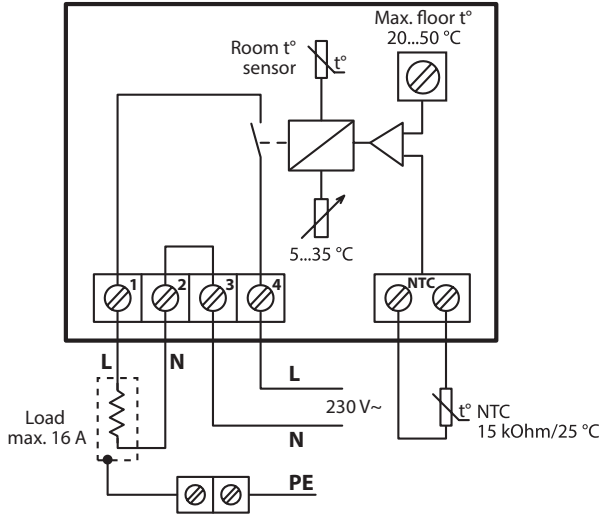 Max. floor t°
20...50 °C
Room t°
sensor
t°
5...35 °C
1
2
3
4
NTC
L
N
L
230 V~
N
Load
max. 16 A
t° NTC
15 kOhm/25 °C
PE